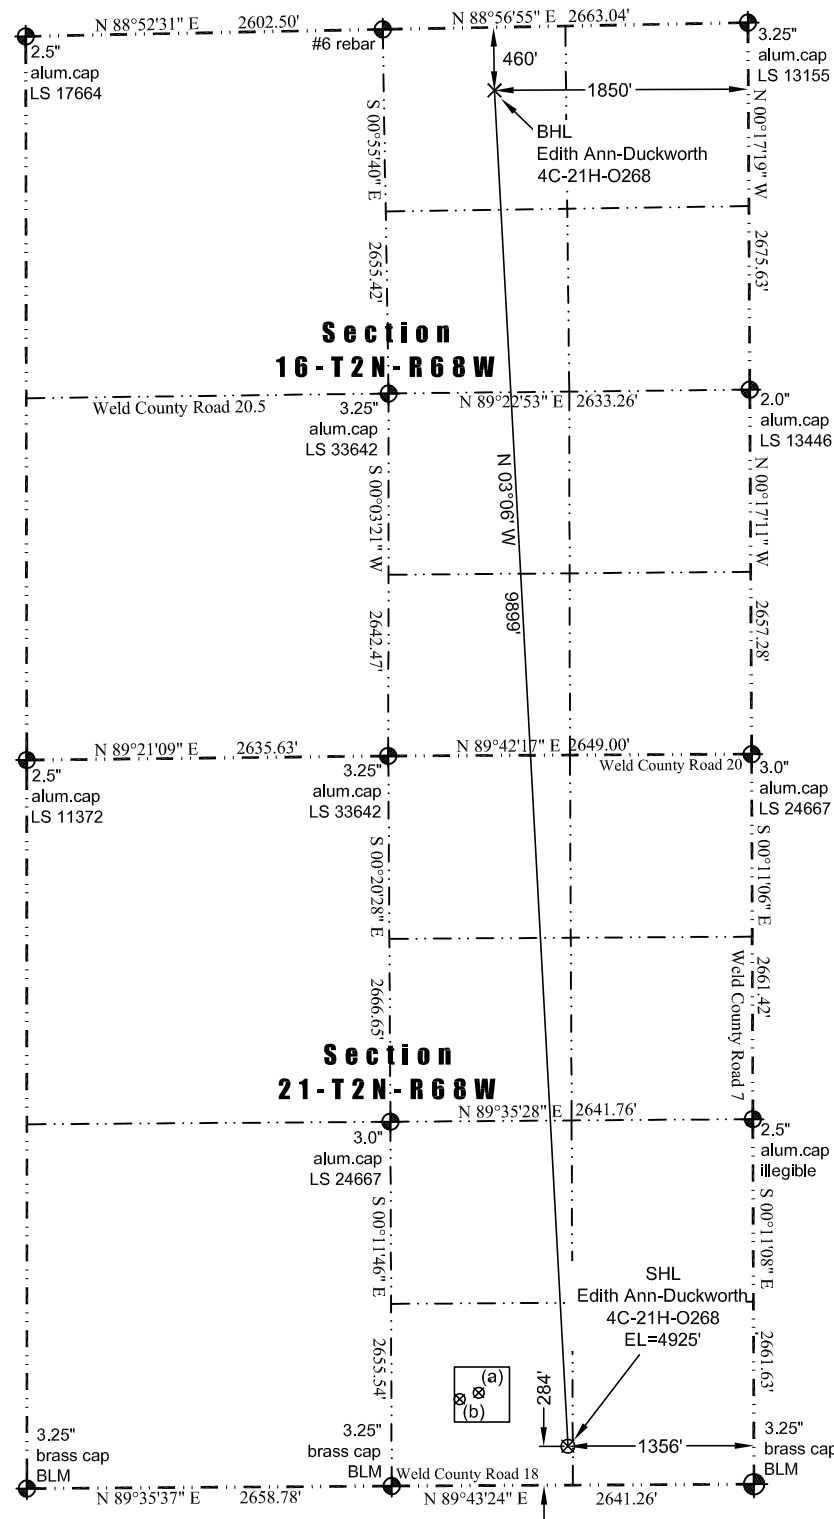 N 88°52'31" E 2602.50'
N 88°56'55" E 2663.04'
2.5"
alum.cap
LS 17664
#6 rebar
460'
3.25"
alum.cap
LS 13155
1850'
BHL
Edith Ann-Duckworth
4C-21H-O268
S 00°55'40" E 2655.42'
N 00°17'19" W 2675.63'
Section
16-T2N-R68W
Weld County Road 20.5
3.25"
alum.cap
LS 33642
N 89°22'53" E 2633.26'
2.0"
alum.cap
LS 13446
S 00°03'21" W 2642.47'
N 03°06' W
9899'
N 00°17'11" W 2657.28'
N 89°21'09" E 2635.63'
N 89°42'17" E 2649.00'
Weld County Road 20
2.5"
alum.cap
LS 11372
3.25"
alum.cap
LS 33642
3.0"
alum.cap
LS 24667
S 00°20'28" E 2666.65'
S 00°11'06" E 2661.42'
Weld County Road 7
Section
21-T2N-R68W
N 89°35'28" E 2641.76'
3.0"
alum.cap
LS 24667
2.5"
alum.cap
illegible
S 00°11'46" E 2655.54'
S 00°11'08" E 2661.63'
SHL
Edith Ann-Duckworth
4C-21H-O268
EL=4925'
(a)
(b)
284'
1356'
3.25"
brass cap
BLM
3.25"
brass cap
BLM
3.25"
brass cap
BLM
Weld County Road 18
N 89°35'37" E 2658.78'
N 89°43'24" E 2641.26'